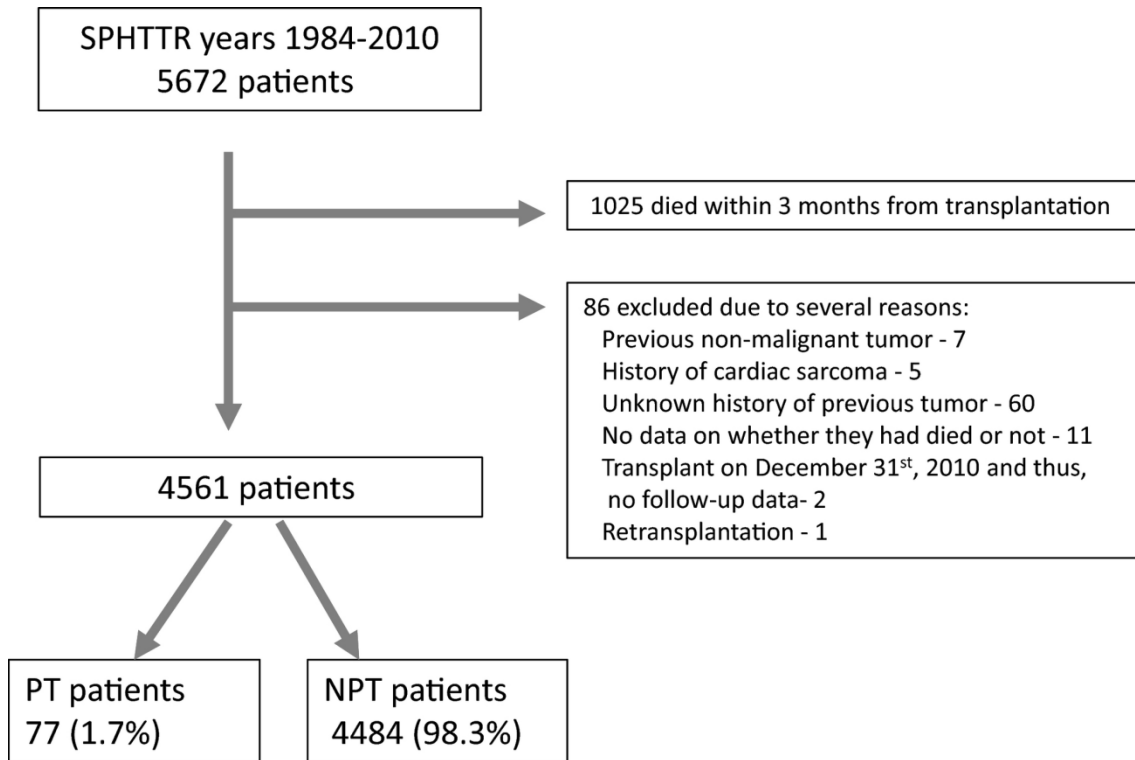 SPHTTR years 1984-2010
5672 patients
1025 died within 3 months from transplantation
86 excluded due to several reasons:
Previous non-malignant tumor - 7
History of cardiac sarcoma - 5
Unknown history of previous tumor - 60
No data on whether they had died or not - 11
Transplant on December 31st, 2010 and thus,
no follow-up data- 2
Retransplantation - 1
4561 patients
PT patients
77 (1.7%)
NPT patients
4484 (98.3%)